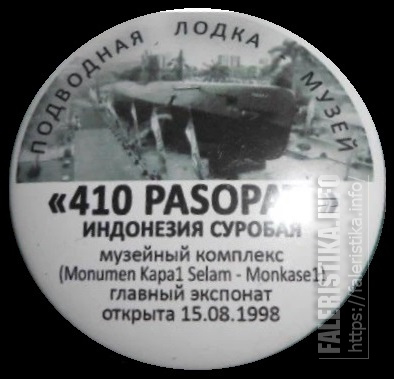 ПОДВОДНАЯ ЛОДКА МУЗЕЙ
«410 PASOPATI»
ИНДОНЕЗИЯ СУРОБАЯ
музейный комплекс
(Monumen Kapa1 Selam - Monkase1)
главный экспонат
открыта 15.08.1998
FALERISTIKA.INFO
https://faleristika.info